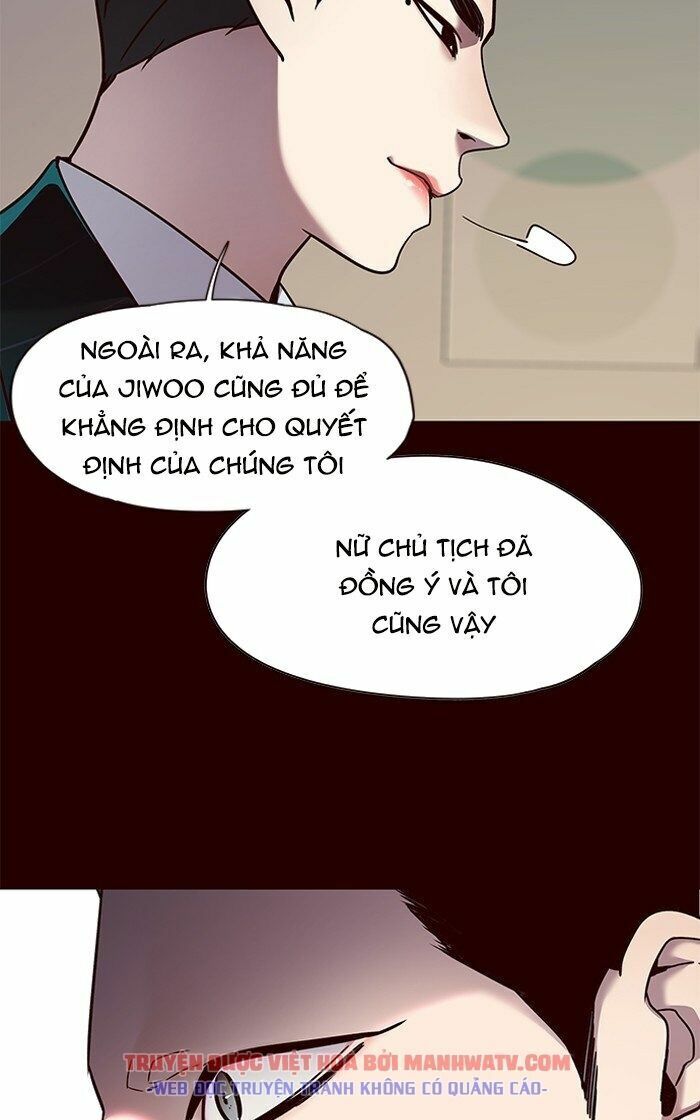 NGOÀI RA, KHẢ NĂNG
CỦA JIWOO CŨNG ĐỦ ĐỂ
KHẲNG ĐỊNH CHO QUYẾT
ĐỊNH CỦA CHÚNG TÔI
NỮ CHỦ TỊCH ĐÃ
ĐỒNG Ý VÀ TÔI
CŨNG VẬY
TRUYỆN ĐƯỢC VIỆT HÓA BỞI MANHWATV.COM
-WEB ĐỌC TRUYỆN TRANH KHÔNG CÓ QUẢNG CÁO-